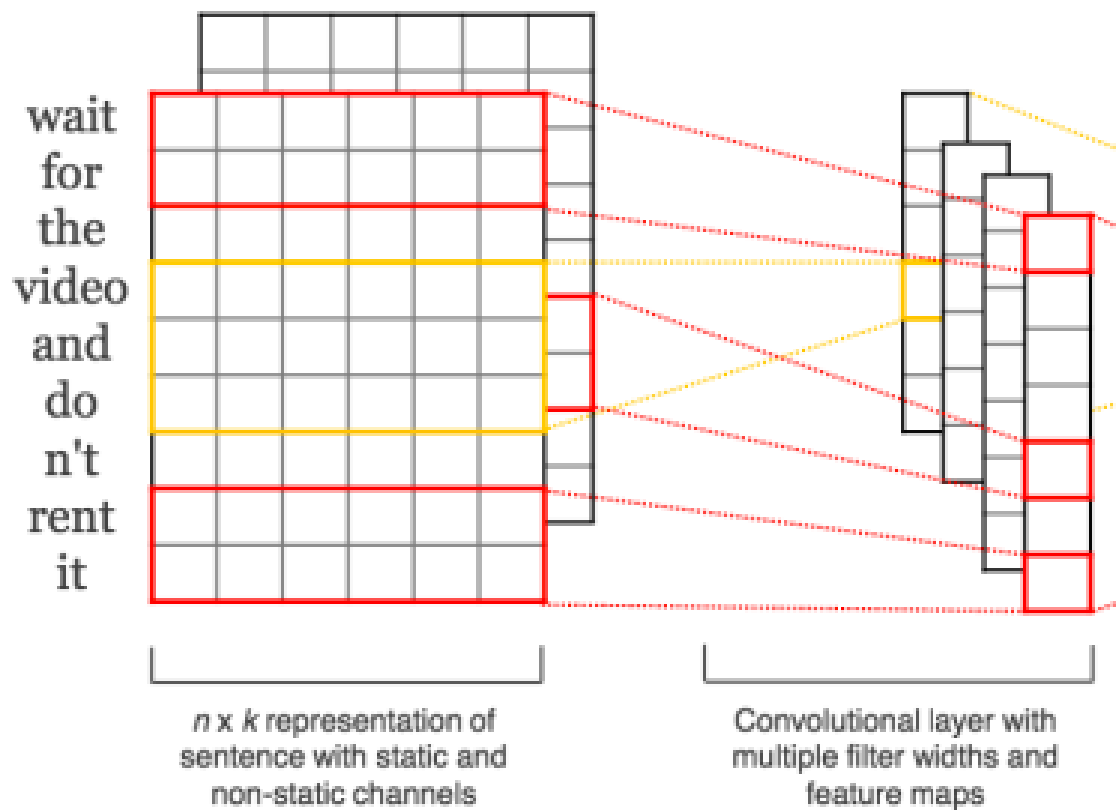 wait
for
the
video
and
do
n't
rent
it
n x k representation of
sentence with static and
non-static channels
Convolutional layer with
multiple filter widths and
feature maps